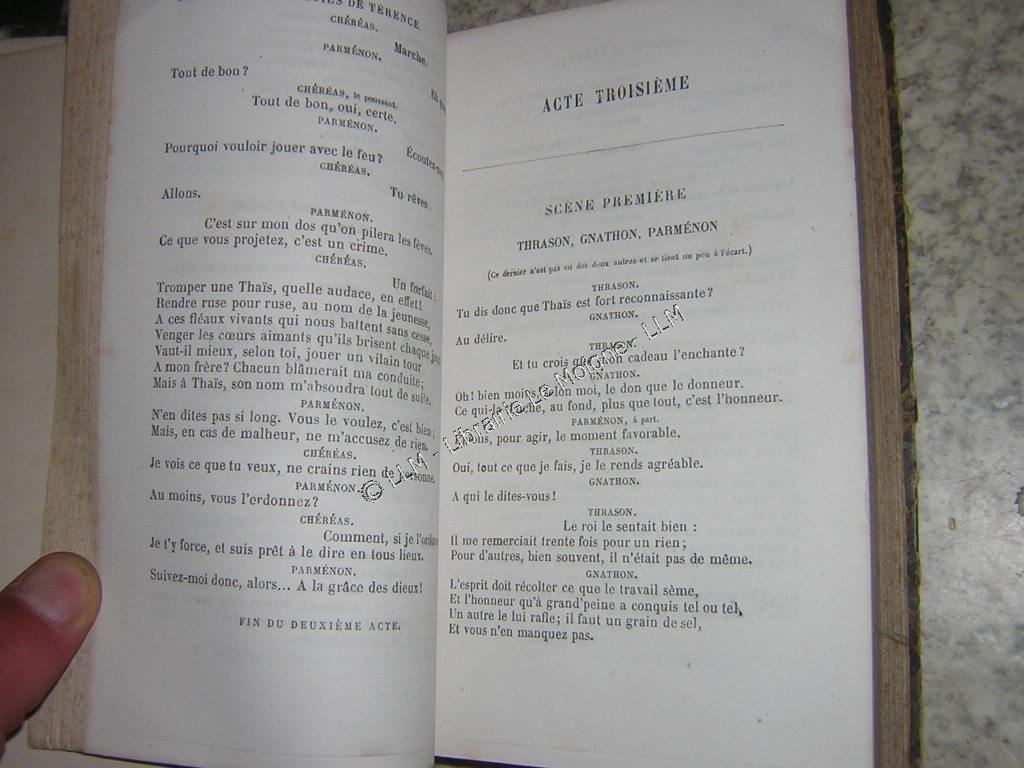 DE TÉRENCE.
CHÉRÉAS.
Marche.
PARMÉNON.
Tout de bon?
CHÉRÉAS, le poussant.
Tout de bon, oui, certe.
PARMÉNON.
Pourquoi vouloir jouer avec le feu?
CHÉRÉAS.
Allons. Tu rêves.
PARMÉNON.
C'est sur mon dos qu'on pilera les fèves.
Ce que vous projetez, c'est un crime.
CHÉRÉAS.
Un forfait:
Tromper une Thaïs, quelle audace, en effet!
Rendre ruse pour ruse, au nom de la jeunesse,
A ces fléaux vivants qui nous battent sans cesse,
Venger les cœurs aimants qu'ils brisent chaque
Vaut-il mieux, selon toi, jouer un vilain tour
A mon frère? Chacun blâmerait ma conduite;
Mais à Thaïs, son nom m'absoudra tout de suite.
PARMÉNON.
N'en dites pas si long. Vous le voulez, c'est bien;
Mais, en cas de malheur, ne m'accusez de rien.
CHÉRÉAS.
Je vois ce que tu veux, ne crains rien de personne.
PARMÉNON.
Au moins, vous l'ordonnez?
CHÉRÉAS.
Comment, si je
Je t'y force, et suis prêt à le dire en tous lieux.
PARMÉNON.
Suivez-moi donc, alors... A la grâce des dieux!
FIN DU DEUXIÈME ACTE.
ACTE TROISIÈME
SCÈNE PREMIÈRE
THRASON, GNATHON, PARMÉNON
(Ce dernier n'est pas vu des deux autres et se tient un peu à l'écart.)
THRASON.
Tu dis donc que Thaïs est fort reconnaissante?
GNATHON.
Au délire.
THRASON.
Et tu crois que mon cadeau l'enchante?
GNATHON.
Oh! bien moins, selon moi, le don que le donneur.
Ce qui la touche, au fond, plus que tout, c'est l'honneur.
PARMÉNON, à part.
pour agir, le moment favorable.
THRASON.
Oui, tout ce que je fais, je le rends agréable.
GNATHON.
A qui le dites-vous!
THRASON.
Le roi le sentait bien:
Il me remerciait trente fois pour un rien;
Pour d'autres, bien souvent, il n'était pas de même.
GNATHON.
L'esprit doit récolter ce que le travail sème,
Et l'honneur qu'à grand'peine a conquis tel ou tel,
Un autre le lui rafle; il faut un grain de sel,
Et vous n'en manquez pas.
© LLM - Librairie Le Moigner - LLM